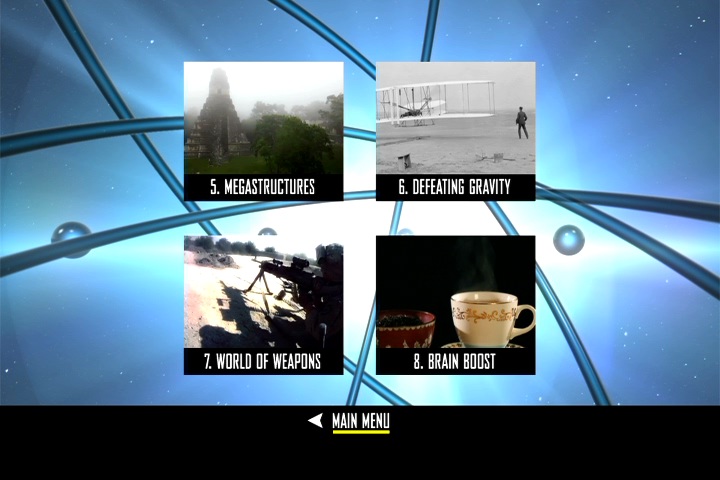 5. MEGASTRUCTURES
6. DEFEATING GRAVITY
7. WORLD OF WEAPONS
8. BRAIN BOOST
MAIN MENU